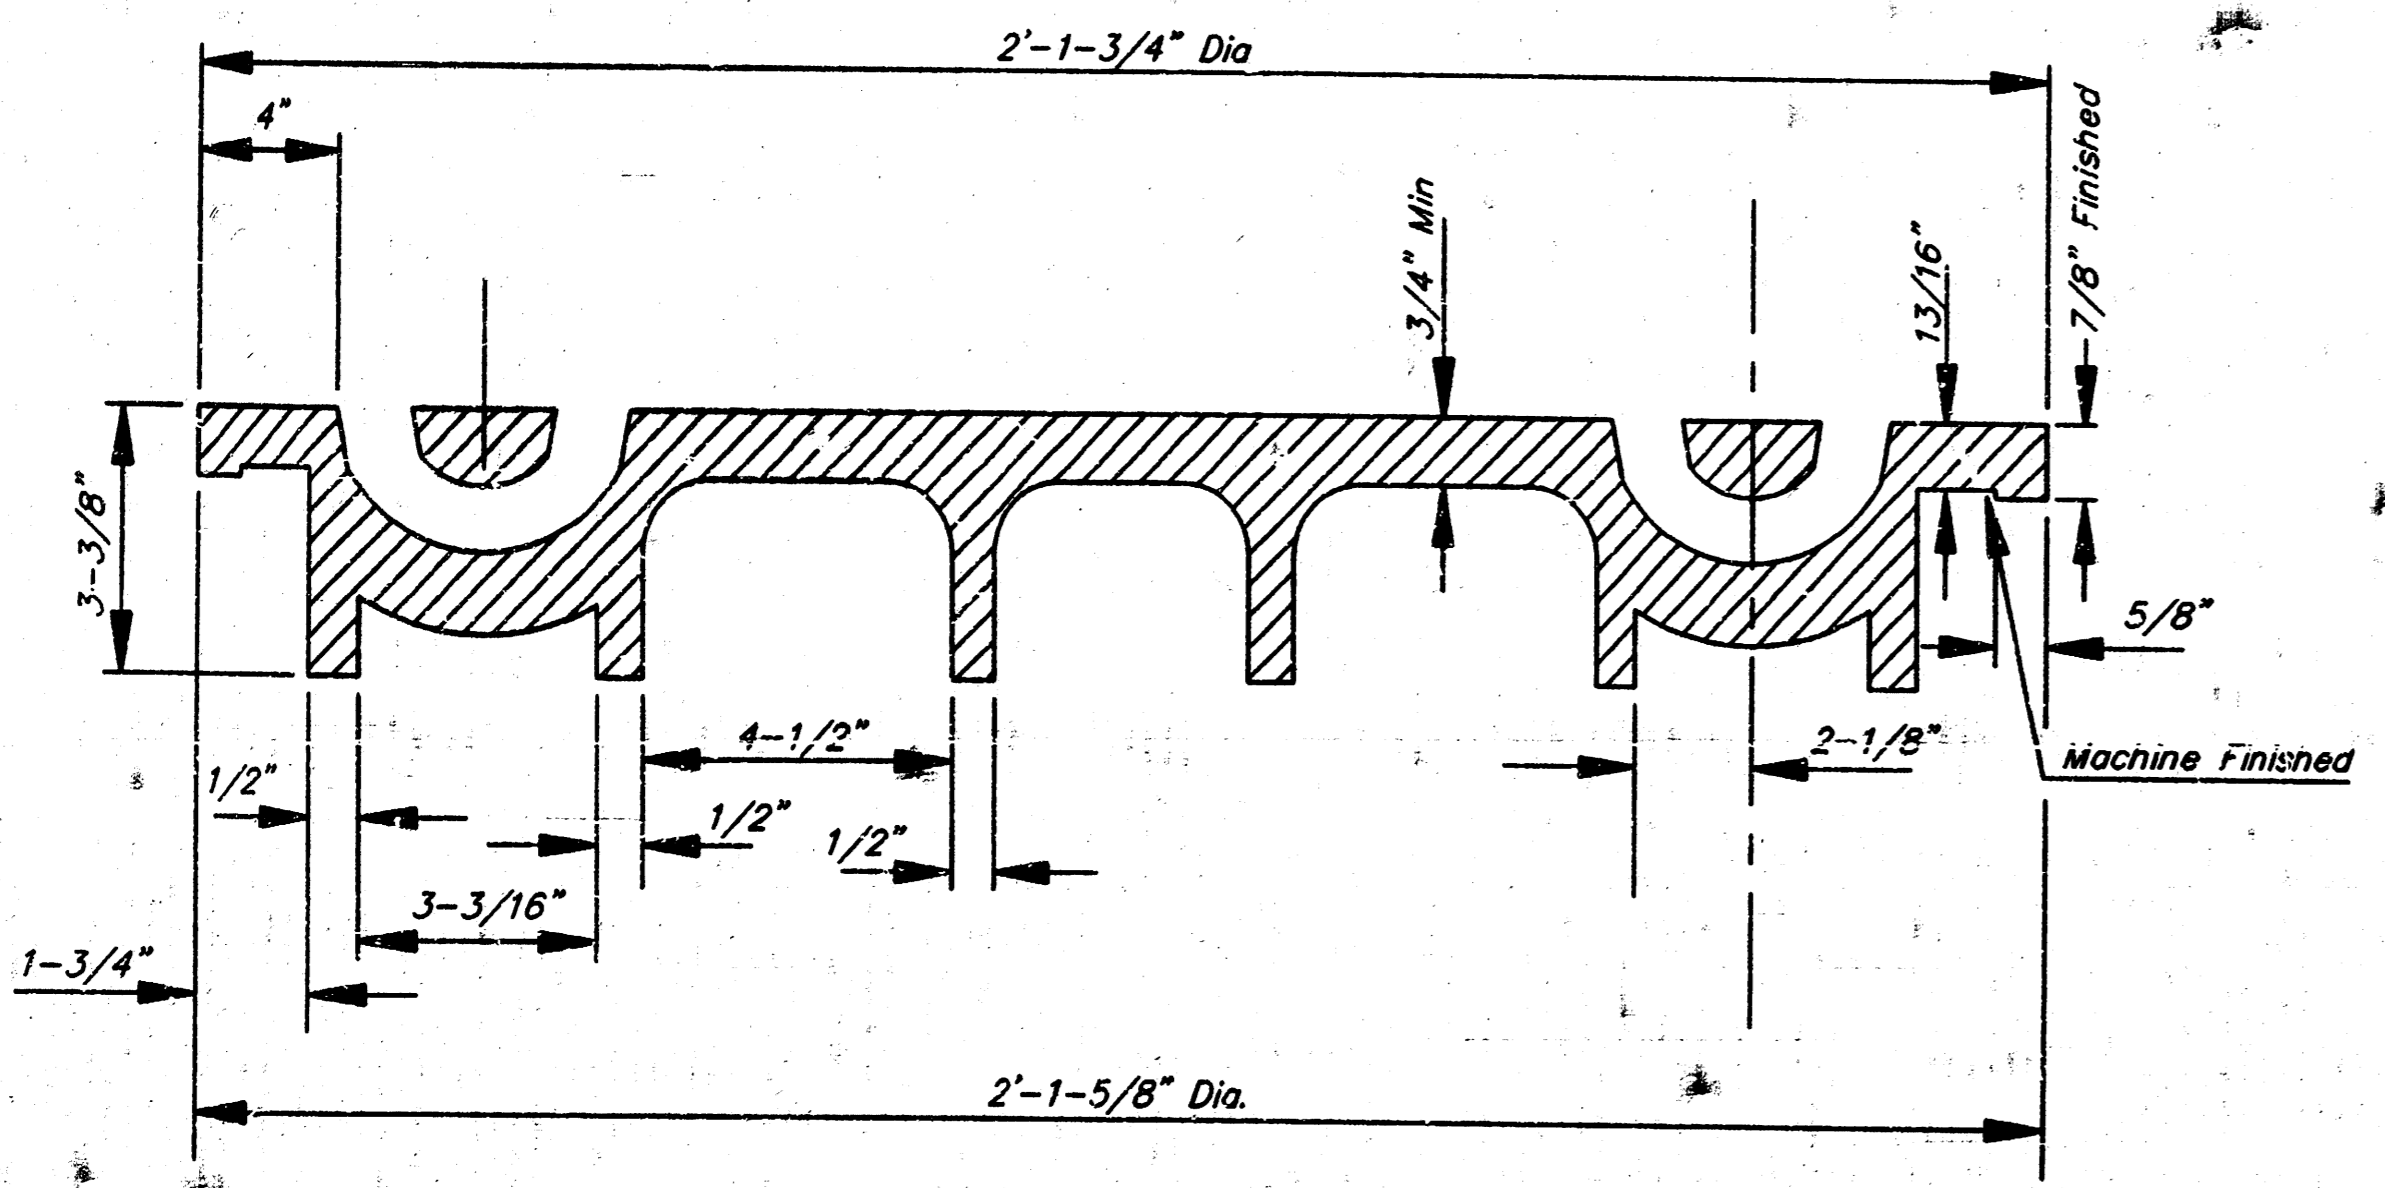 2'-1-3/4" Dia
4"
3/4" Min
13/16"
7/8" Finished
3-3/8"
5/8"
4-1/2"
2-1/8"
Machine Finished
1/2"
1/2"
1/2"
3-3/16"
1-3/4"
2'-1-5/8" Dia.